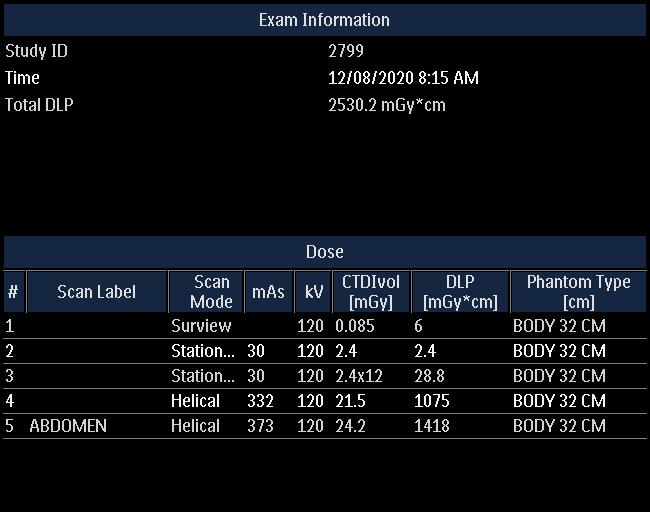 Exam Information
Study ID 2799
Time 12/08/2020 8:15 AM
Total DLP 2530.2 mGy*cm
Dose
# Scan Label Scan Mode mAs kV CTDIvol [mGy] DLP [mGy*cm] Phantom Type [cm]
1 Surview 120 0.085 6 BODY 32 CM
2 Station... 30 120 2.4 2.4 BODY 32 CM
3 Station... 30 120 2.4x12 28.8 BODY 32 CM
4 Helical 332 120 21.5 1075 BODY 32 CM
5 ABDOMEN Helical 373 120 24.2 1418 BODY 32 CM